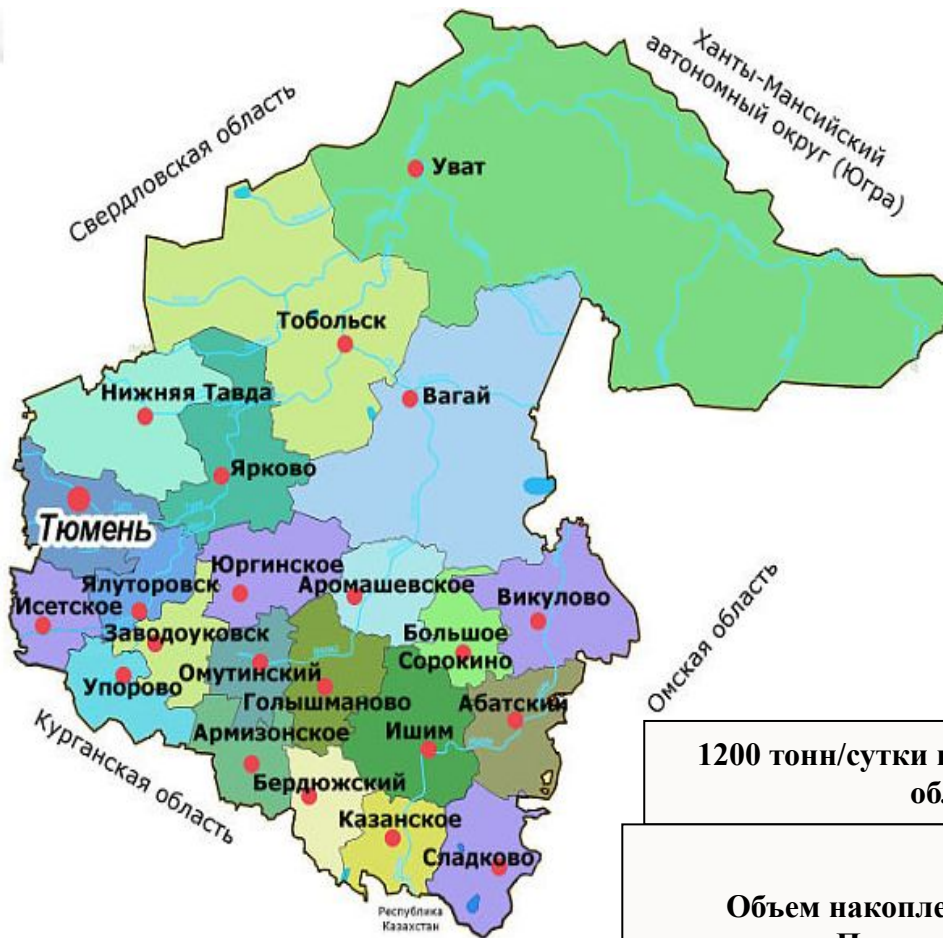 Ханты-Мансийский
автономный округ (Югра)
Свердловская область
Уват
Тобольск
Нижняя Тавда
Вагай
Ярково
Тюмень
Юргинское
Ялуторовск
Аромашевское
Викулово
Исетское
Заводоуковск
Большое
Сорокино
Омутинский
Упорово
Голышманово
Абатский
Армизонское
Ишим
Бердюжский
Казанское
Сладково
Омская область
Курганская область
Республика
Казахстан
1200 тонн/сутки
Объем